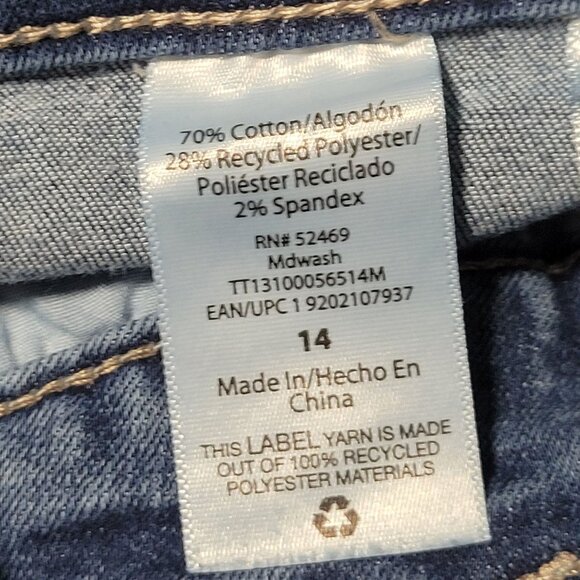 70% Cotton/Algodón
28% Recycled Polyester/
Poliéster Reciclado
2% Spandex
RN# 52469
Mdwash
TT13100056514M
EAN/UPC 1 9202107937
14
Made In/Hecho En
China
THIS LABEL YARN IS MADE
OUT OF 100% RECYCLED
POLYESTER MATERIALS